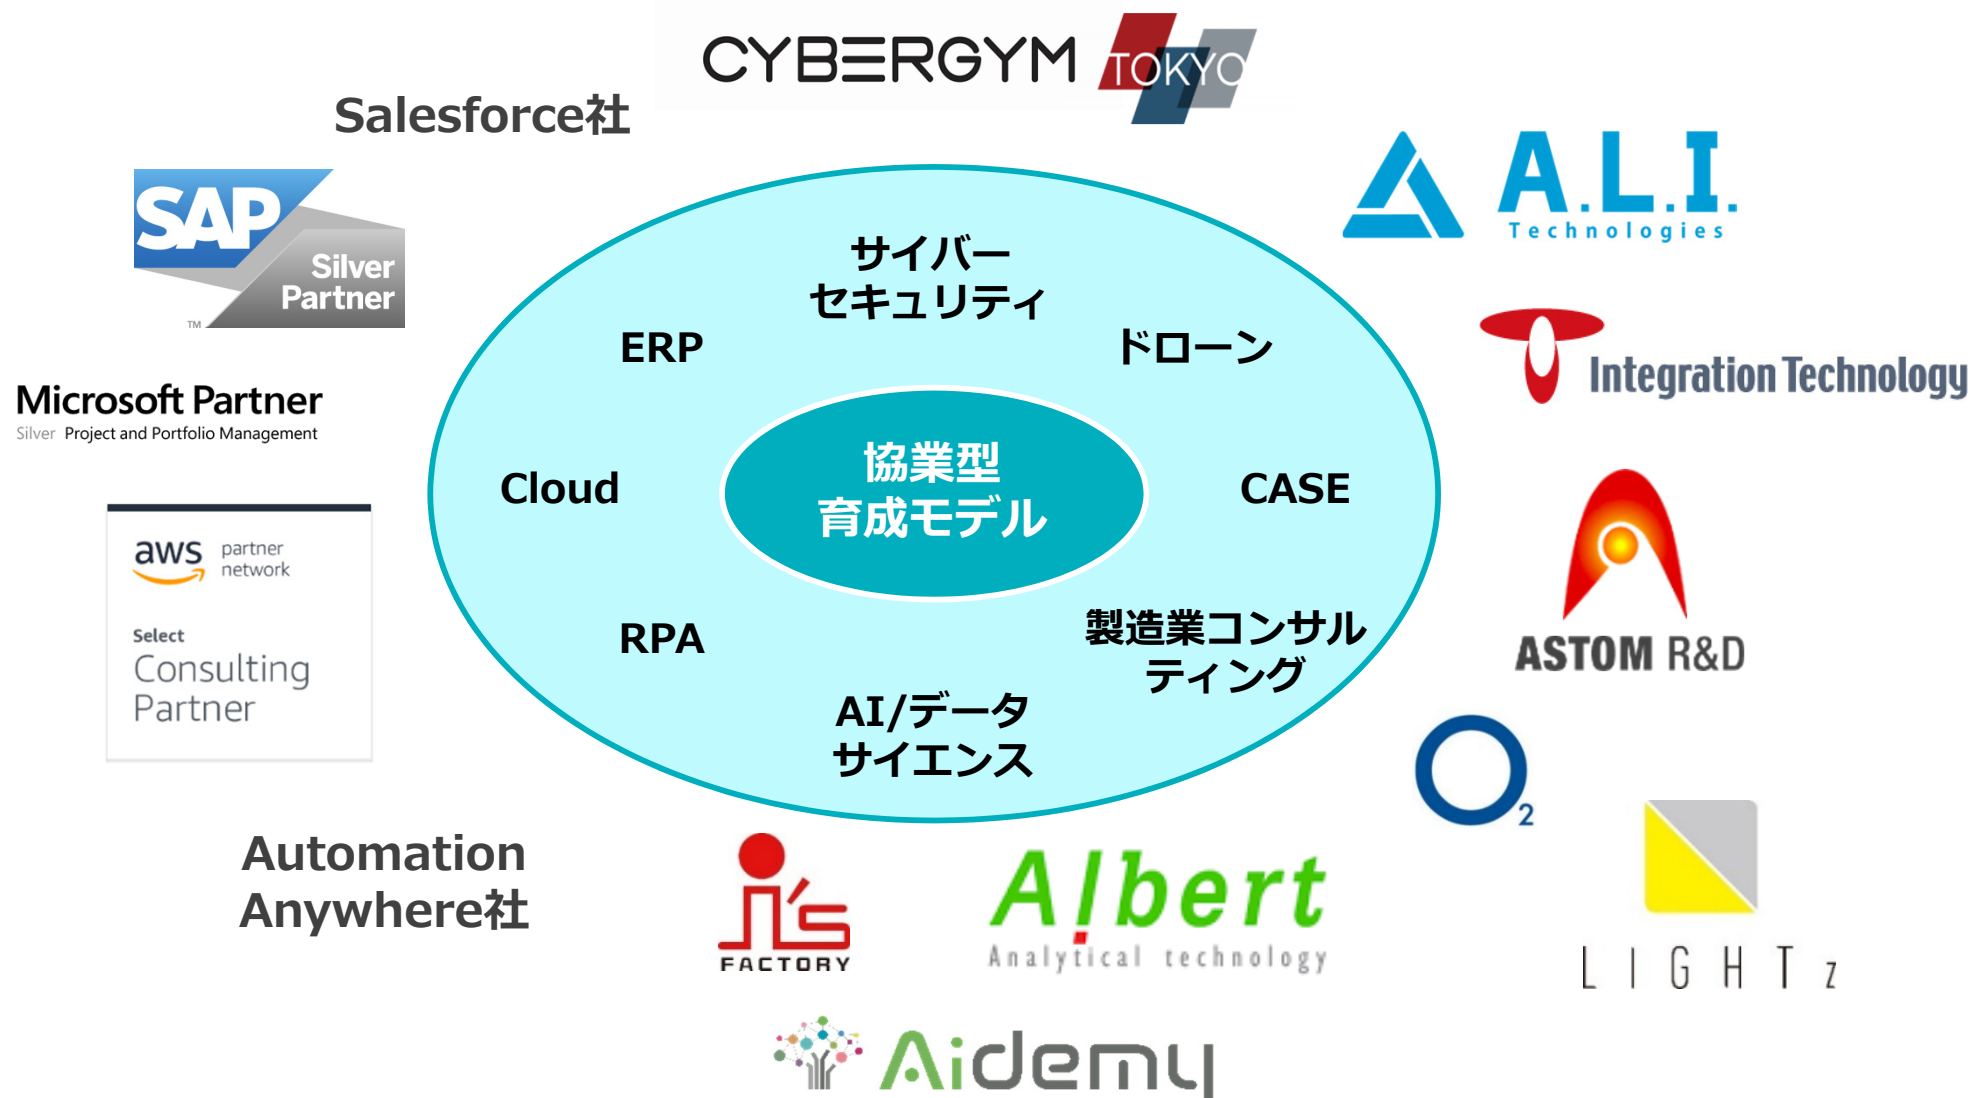 CYBERGYM TOKYO
Salesforce社
A.L.I.
Technologies
SAP
Silver
Partner
TM
サイバー
セキュリティ
ERP
ドローン
Integration Technology
Microsoft Partner
Silver Project and Portfolio Management
協業型
育成モデル
Cloud
CASE
aws partner
network
Select
Consulting
Partner
RPA
製造業コンサル
ティング
ASTOM R&D
AI/データ
サイエンス
O2
Automation
Anywhere社
J's
FACTORY
Albert
Analytical technology
LIGHTz
Aidemy